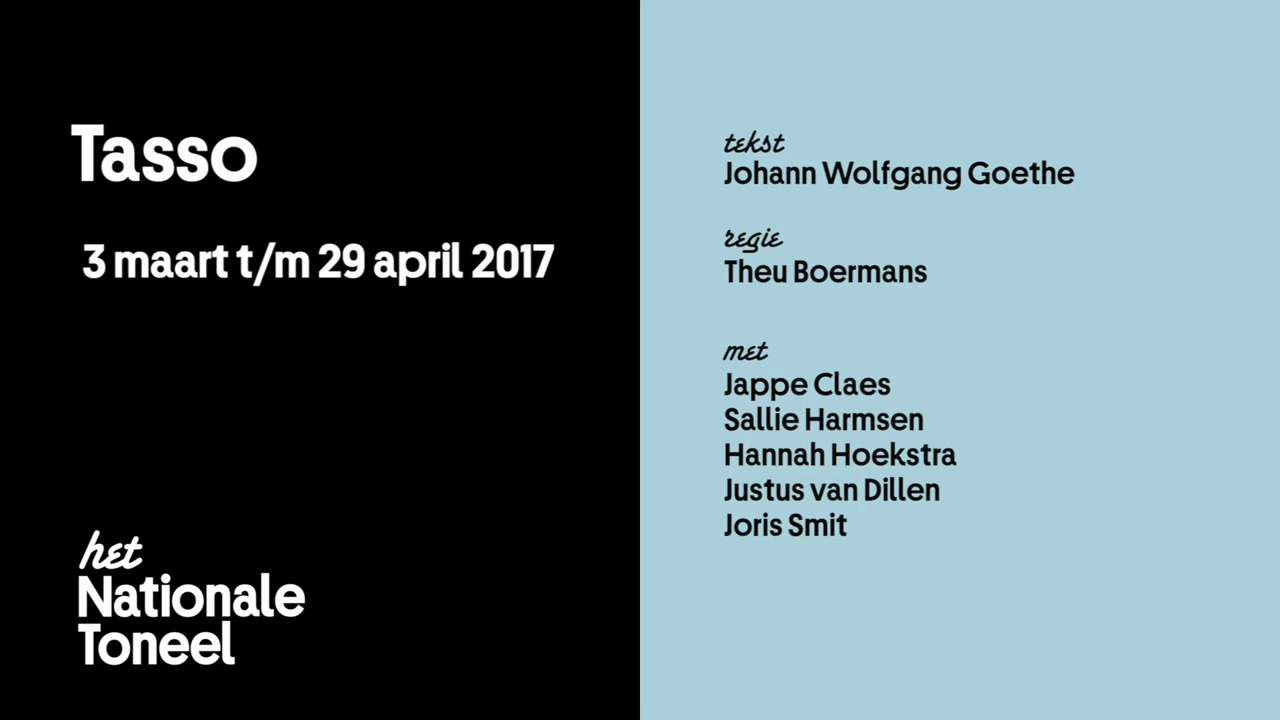 Tasso
3 maart t/m 29 april 2017
het
Nationale
Toneel
tekst
Johann Wolfgang Goethe
regie
Theu Boermans
met
Jappe Claes
Sallie Harmsen
Hannah Hoekstra
Justus van Dillen
Joris Smit